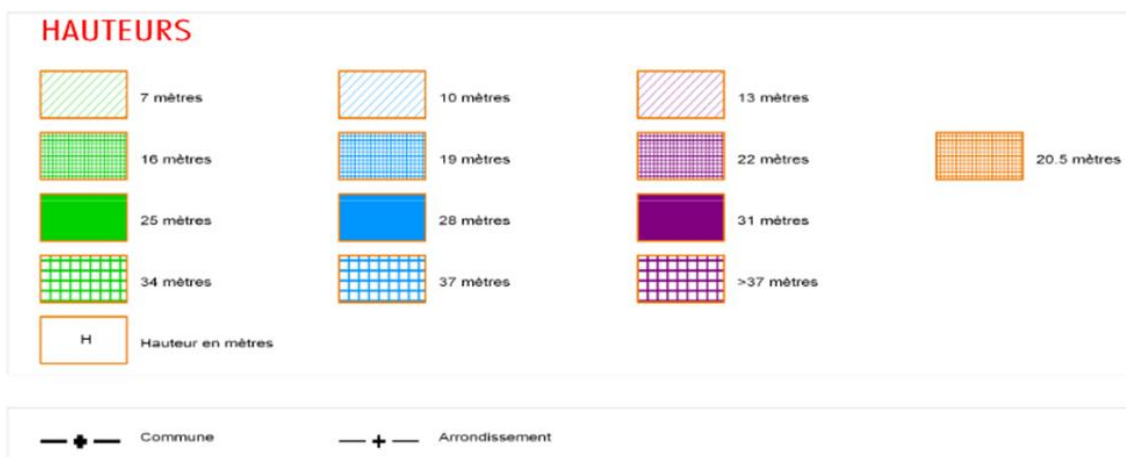 HAUTEURS
7 mètres
10 mètres
13 mètres
16 mètres
19 mètres
22 mètres
20.5 mètres
25 mètres
28 mètres
31 mètres
34 mètres
37 mètres
>37 mètres
H
Hauteur en mètres
Commune
Arrondissement